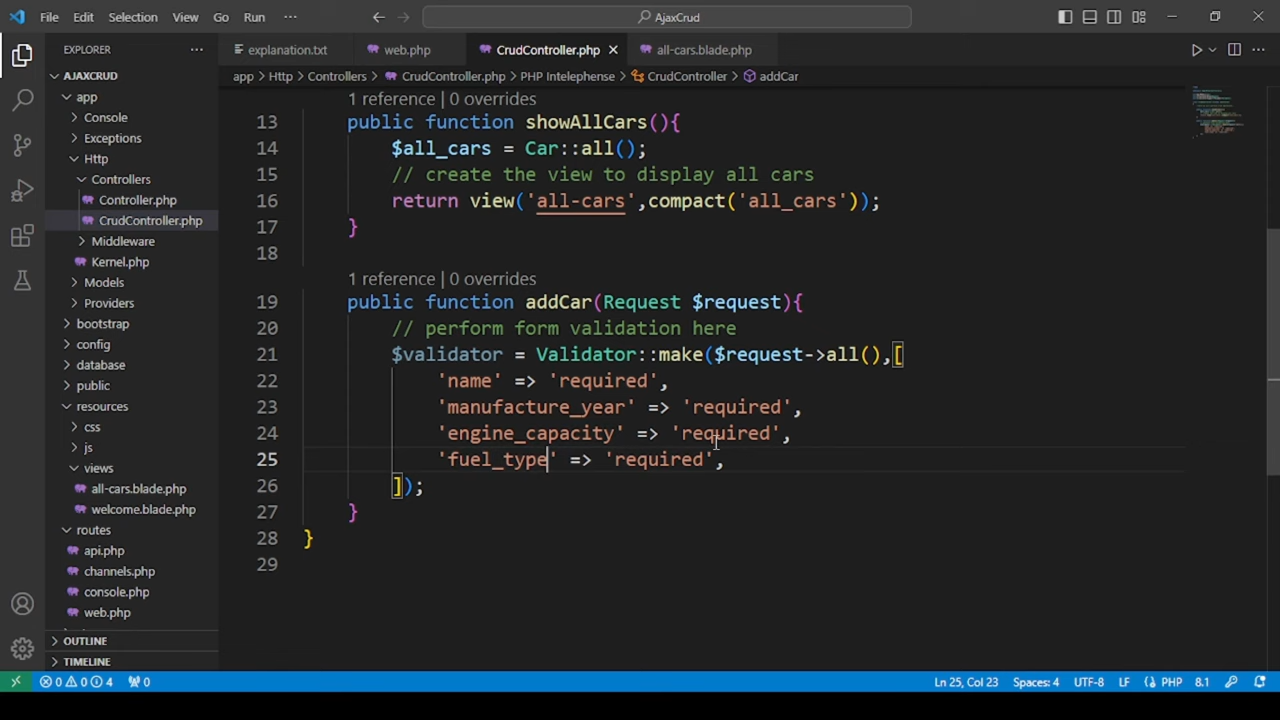 File Edit Selection View Go Run ··· AjaxCrud
EXPLORER ···
explanation.txt web.php CrudController.php all-cars.blade.php
app > Http > Controllers > CrudController.php > PHP Intelephense > CrudController > addCar
AJAXCRUD
app
Console
Exceptions
Http
Controllers
Controller.php
CrudController.php
Middleware
Kernel.php
Models
Providers
bootstrap
config
database
public
resources
css
js
views
all-cars.blade.php
welcome.blade.php
routes
api.php
channels.php
console.php
web.php
OUTLINE
TIMELINE
1 reference | 0 overrides
13 public function showAllCars(){
14 $all_cars = Car::all();
15 // create the view to display all cars
16 return view('all-cars',compact('all_cars'));
17 }
18
1 reference | 0 overrides
19 public function addCar(Request $request){
20 // perform form validation here
21 $validator = Validator::make($request->all(),[
22 'name' => 'required',
23 'manufacture_year' => 'required',
24 'engine_capacity' => 'required',
25 'fuel_type' => 'required',
26 ]);
27 }
28 }
29
0 0 4 0 Ln 25, Col 23 Spaces: 4 UTF-8 LF PHP 8.1